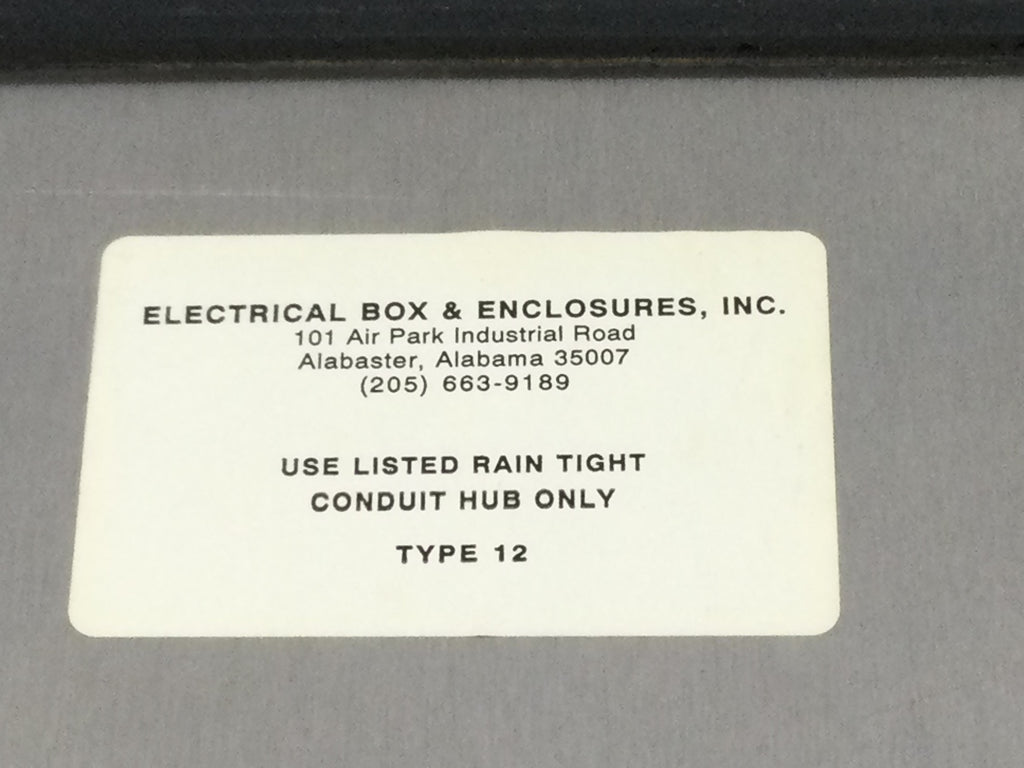 ELECTRICAL BOX & ENCLOSURES, INC.
101 Air Park Industrial Road
Alabaster, Alabama 35007
(205) 663-9189
USE LISTED RAIN TIGHT
CONDUIT HUB ONLY
TYPE 12